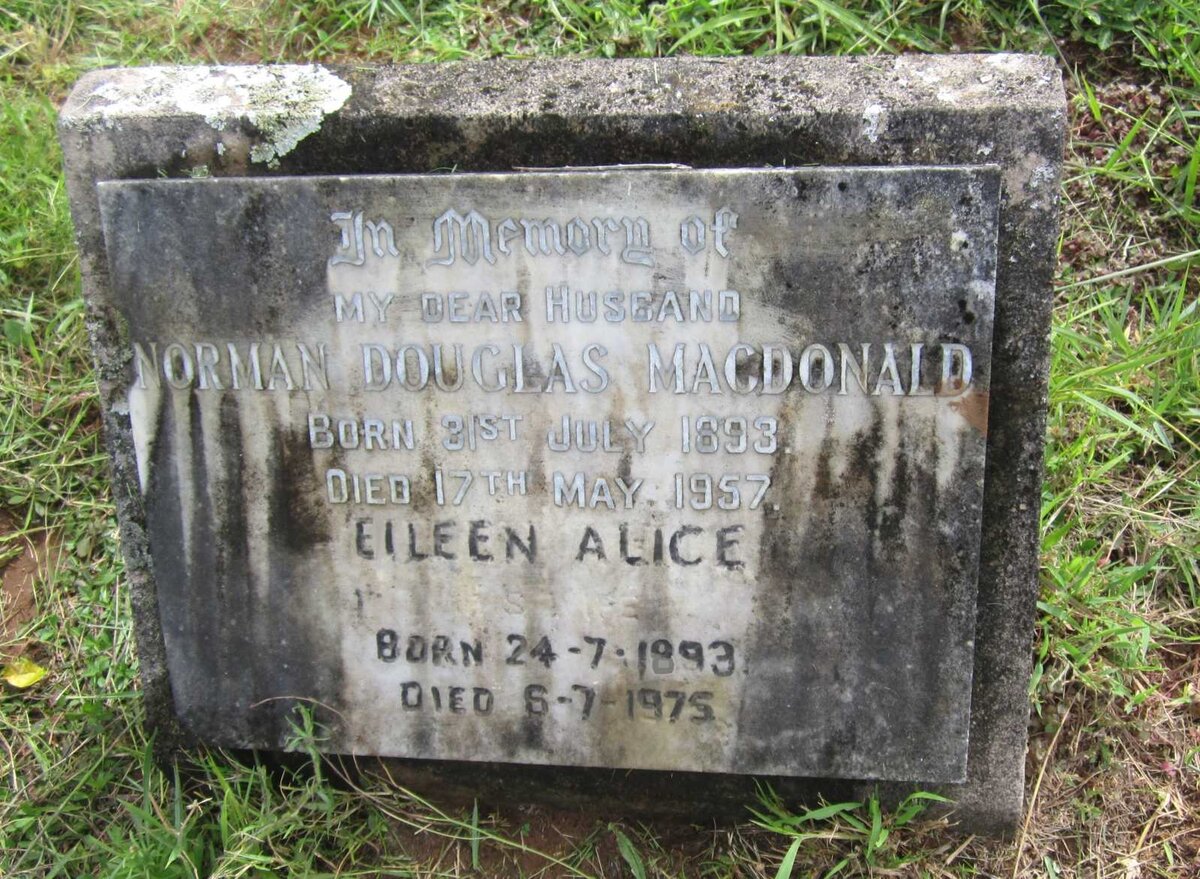 In Memory of
MY DEAR HUSBAND
NORMAN DOUGLAS MACDONALD
BORN 31ST JULY 1893.
DIED 17TH MAY. 1957.
EILEEN ALICE
BORN 24-7-1893.
DIED 6-7-1975